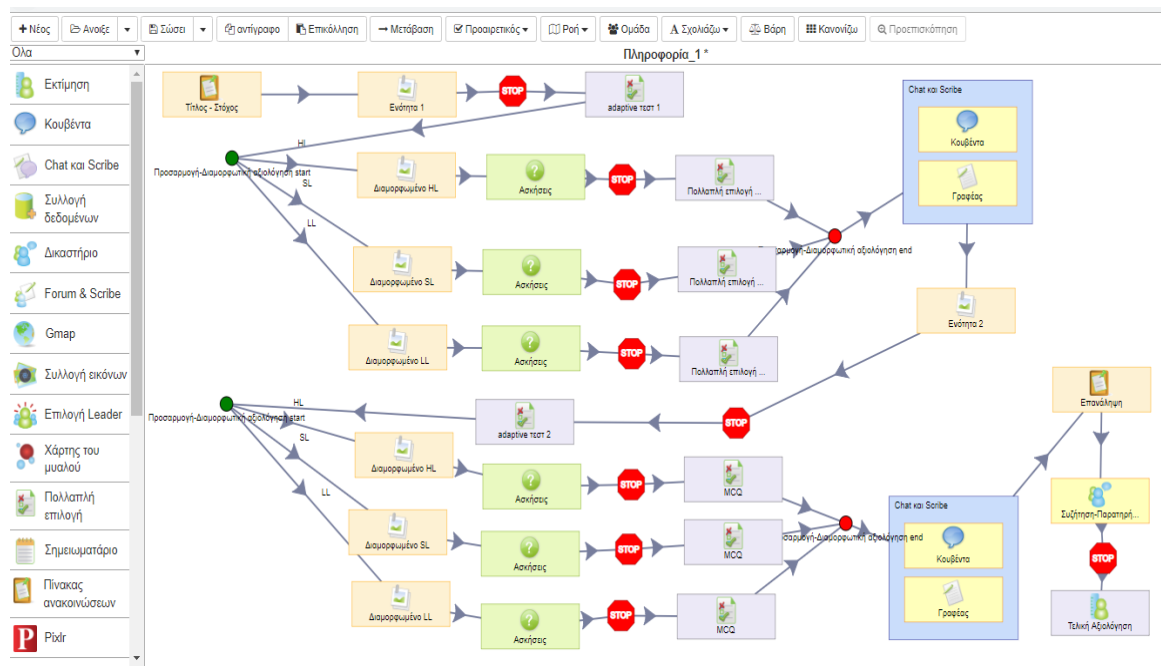 Νέος Ανοιξε Σώσει αντίγραφο Επικόλληση Μετάβαση Προαιρετικός Ροή Ομάδα Σχολιάζω Βάρη Κανονίζω Προεπισκόπηση
Ολα
Πληροφορία_1 *
Εκτίμηση
Κουβέντα
Chat και Scribe
Συλλογή
δεδομένων
Δικαστήριο
Forum & Scribe
Gmap
Συλλογή εικόνων
Επιλογή Leader
Χάρτης του
μυαλού
Πολλαπλή
επιλογή
Σημειωματάριο
Πίνακας
ανακοινώσεων
Pixlr
Τίτλος - Στόχος
Ενότητα 1
STOP
adaptive τεστ 1
HL
Προσαρμογή-Διαμορφωτική αξιολόγηση start
SL
LL
Διαμορφωμένο HL
Ασκήσεις
STOP
Πολλαπλή επιλογή ...
Διαμορφωμένο SL
Ασκήσεις
STOP
Πολλαπλή επιλογή ...
Διαμορφωμένο LL
Ασκήσεις
STOP
Πολλαπλή επιλογή ...
αξιολόγηση end
Chat και Scribe
Κουβέντα
Γραφέας
Ενότητα 2
STOP
adaptive τεστ 2
HL
Προσαρμογή-Διαμορφωτική αξιολόγηση start
SL
LL
Διαμορφωμένο HL
Ασκήσεις
STOP
MCQ
Διαμορφωμένο SL
Ασκήσεις
STOP
MCQ
Διαμορφωμένο LL
Ασκήσεις
STOP
MCQ
αξιολόγηση end
Chat και Scribe
Κουβέντα
Γραφέας
Επανάληψη
Συζήτηση-Παρατηρή...
STOP
Τελική Αξιολόγηση